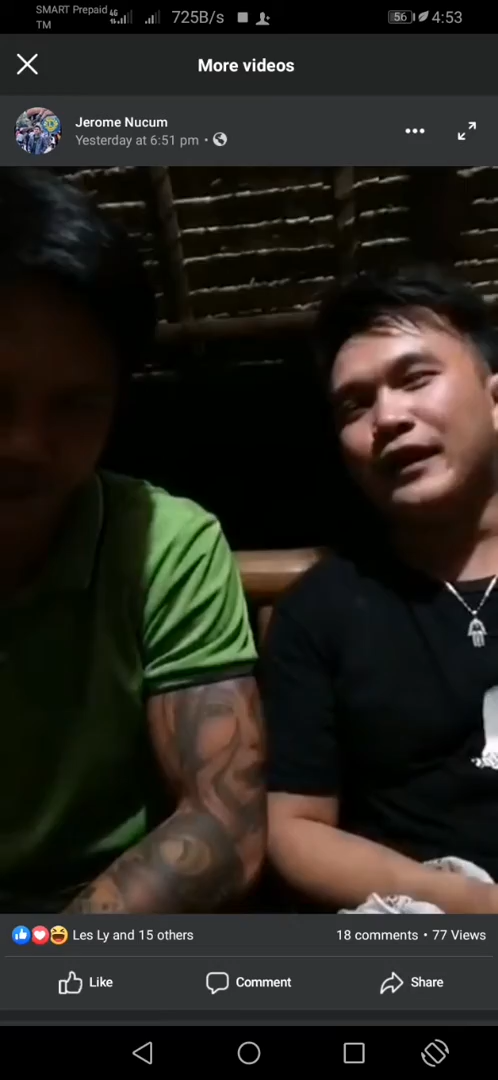 SMART Prepaid 4G
TM
725B/s
56
4:53
More videos
Jerome Nucum
Yesterday at 6:51 pm •
Les Ly and 15 others
18 comments • 77 Views
Like
Comment
Share